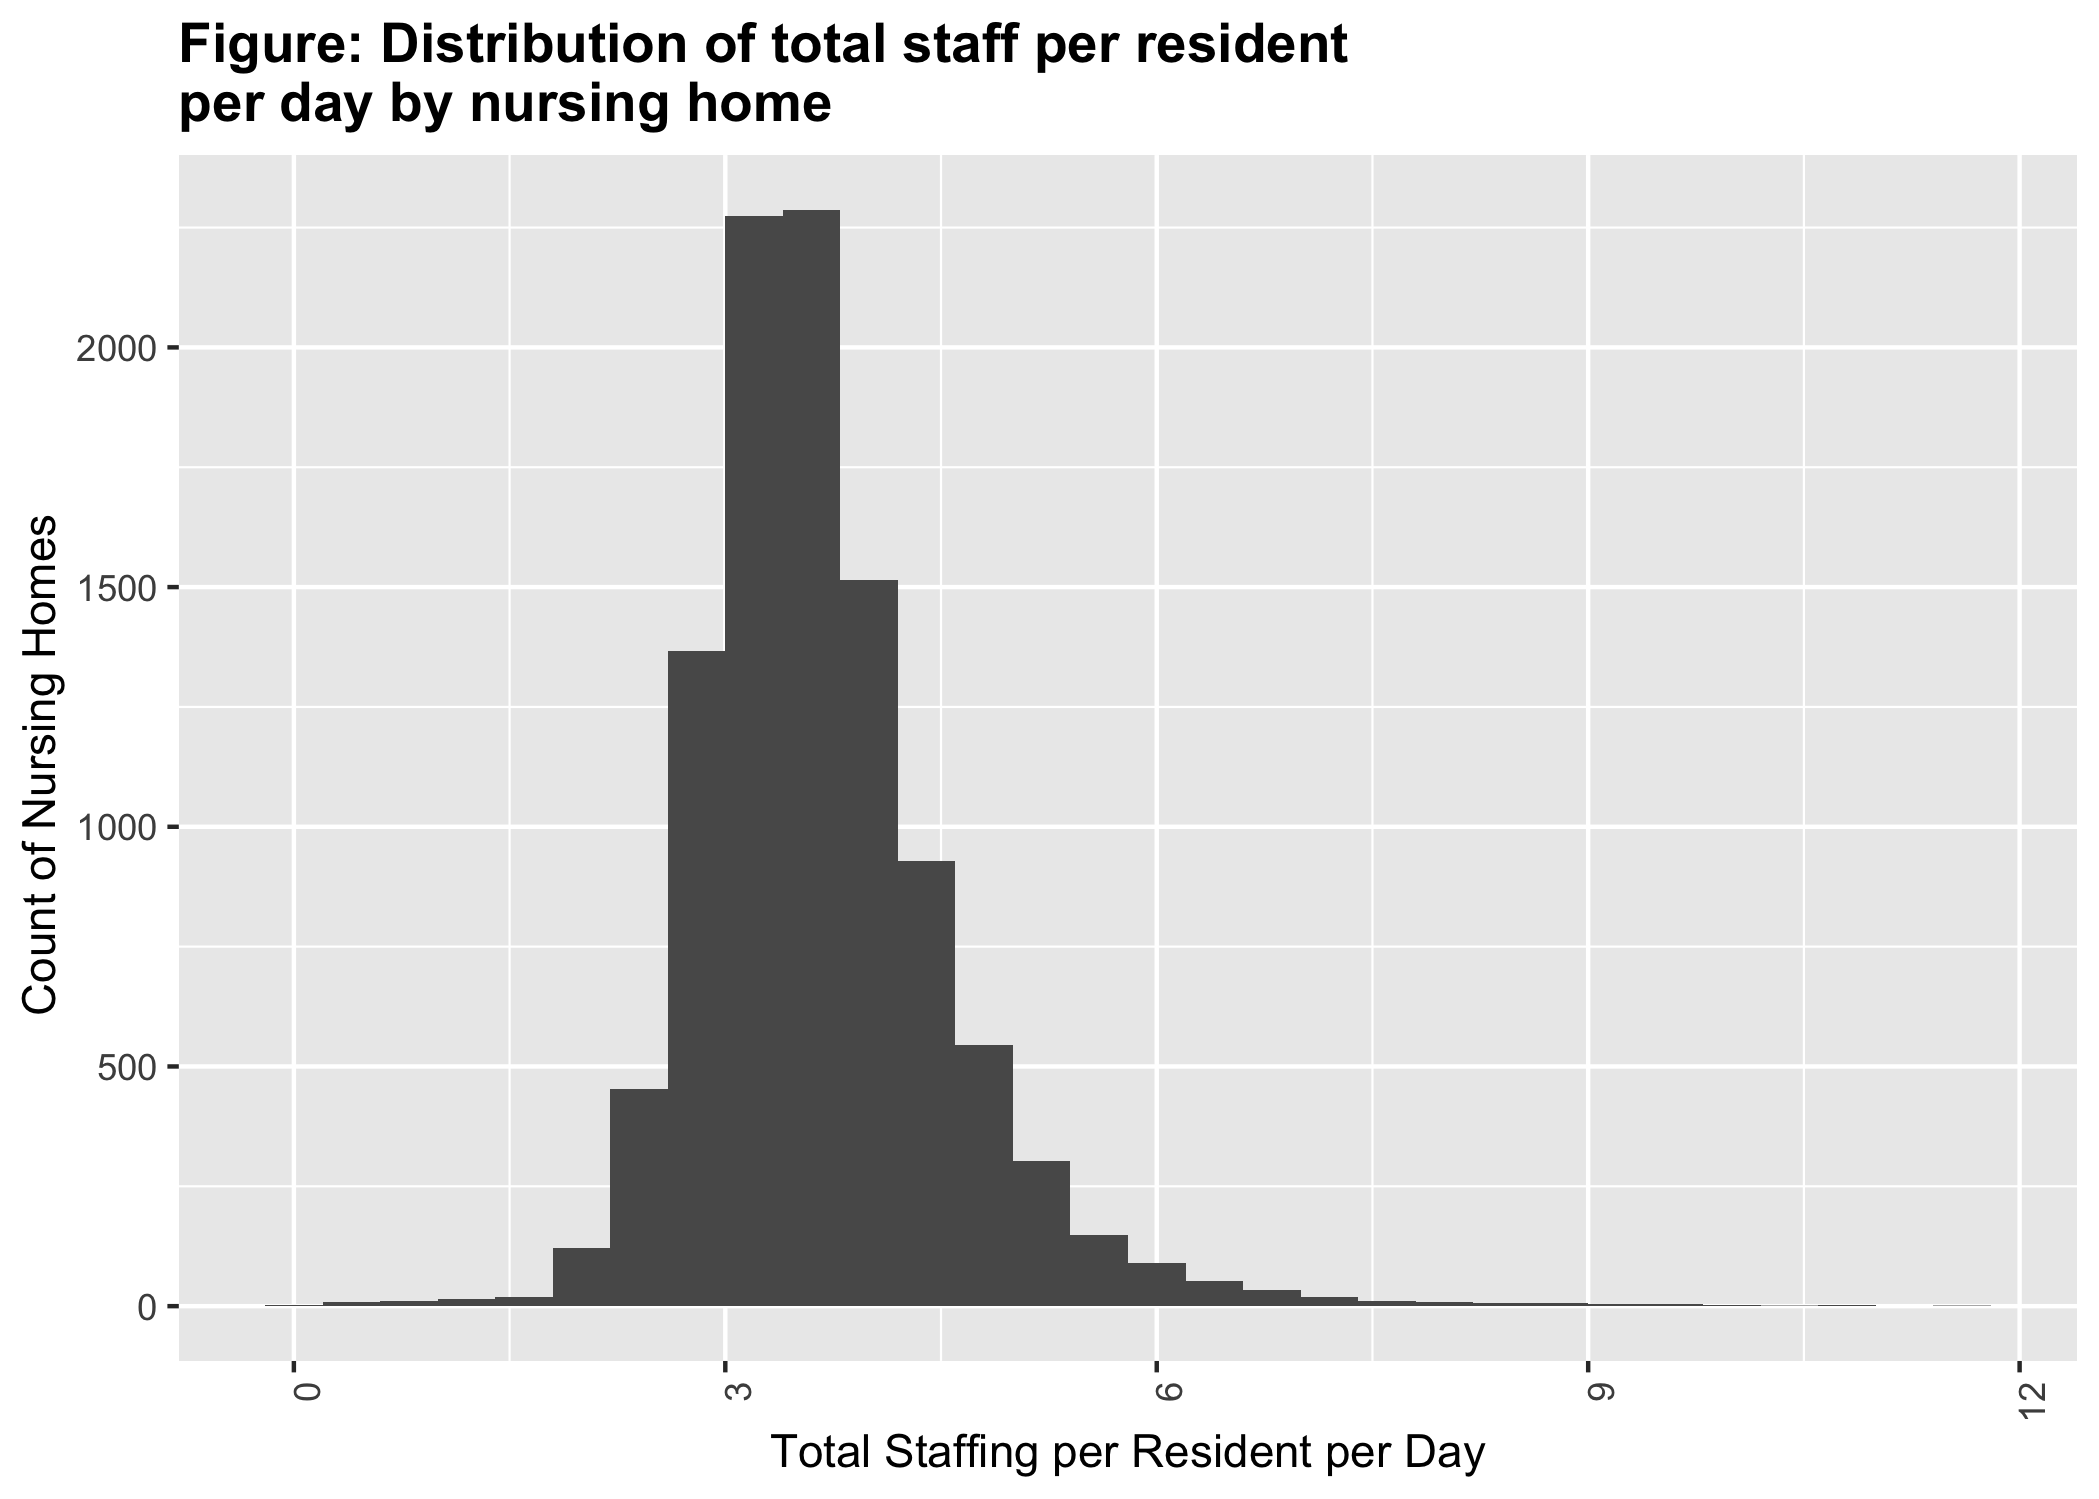 Figure: Distribution of total staff per resident
per day by nursing home
Count of Nursing Homes
2000
1500
1000
500
0
0
3
6
9
12
Total Staffing per Resident per Day